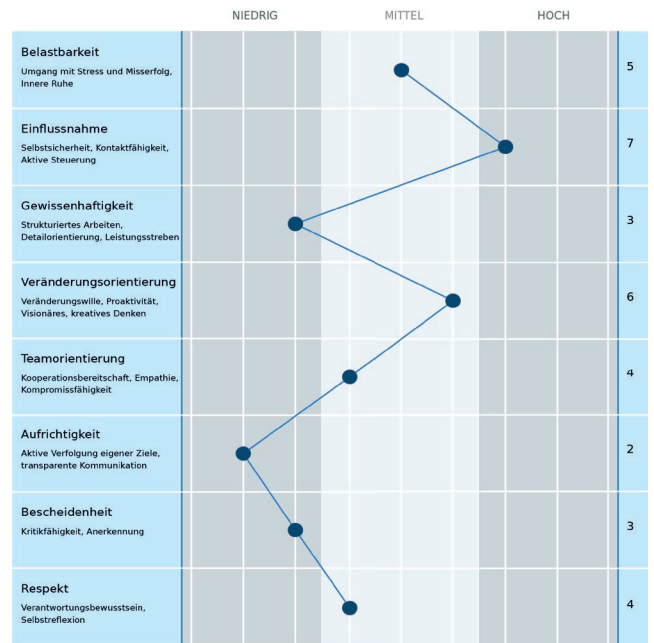 NIEDRIG MITTEL HOCH
Belastbarkeit
Umgang mit Stress und Misserfolg,
Innere Ruhe
5
Einflussnahme
Selbstsicherheit, Kontaktfähigkeit,
Aktive Steuerung
7
Gewissenhaftigkeit
Strukturiertes Arbeiten,
Detailorientierung, Leistungsstreben
3
Veränderungsorientierung
Veränderungswille, Proaktivität,
Visionäres, kreatives Denken
6
Teamorientierung
Kooperationsbereitschaft, Empathie,
Kompromissfähigkeit
4
Aufrichtigkeit
Aktive Verfolgung eigener Ziele,
transparente Kommunikation
2
Bescheidenheit
Kritikfähigkeit, Anerkennung
3
Respekt
Verantwortungsbewusstsein,
Selbstreflexion
4